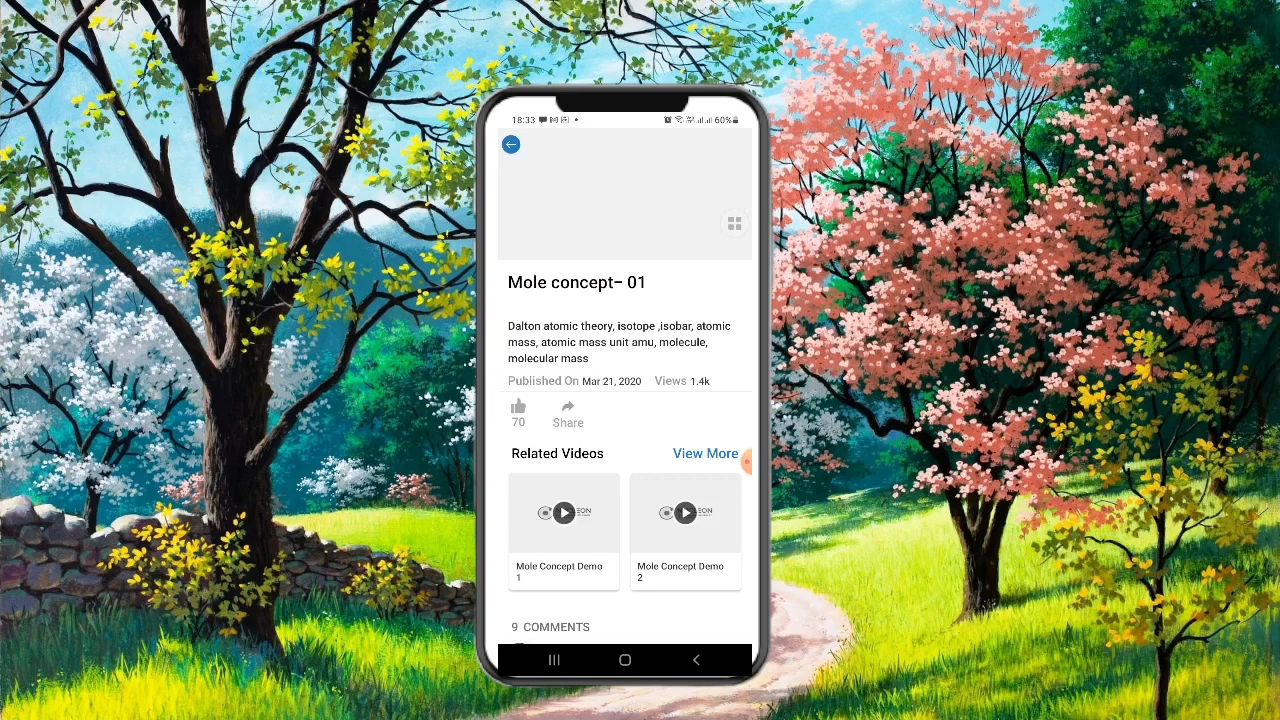 18:33
60%
Mole concept- 01
Dalton atomic theory, isotope ,isobar, atomic
mass, atomic mass unit amu, molecule,
molecular mass
Published On Mar 21, 2020 Views 1.4k
70 Share
Related Videos View More
Mole Concept Demo
1
Mole Concept Demo
2
9 COMMENTS